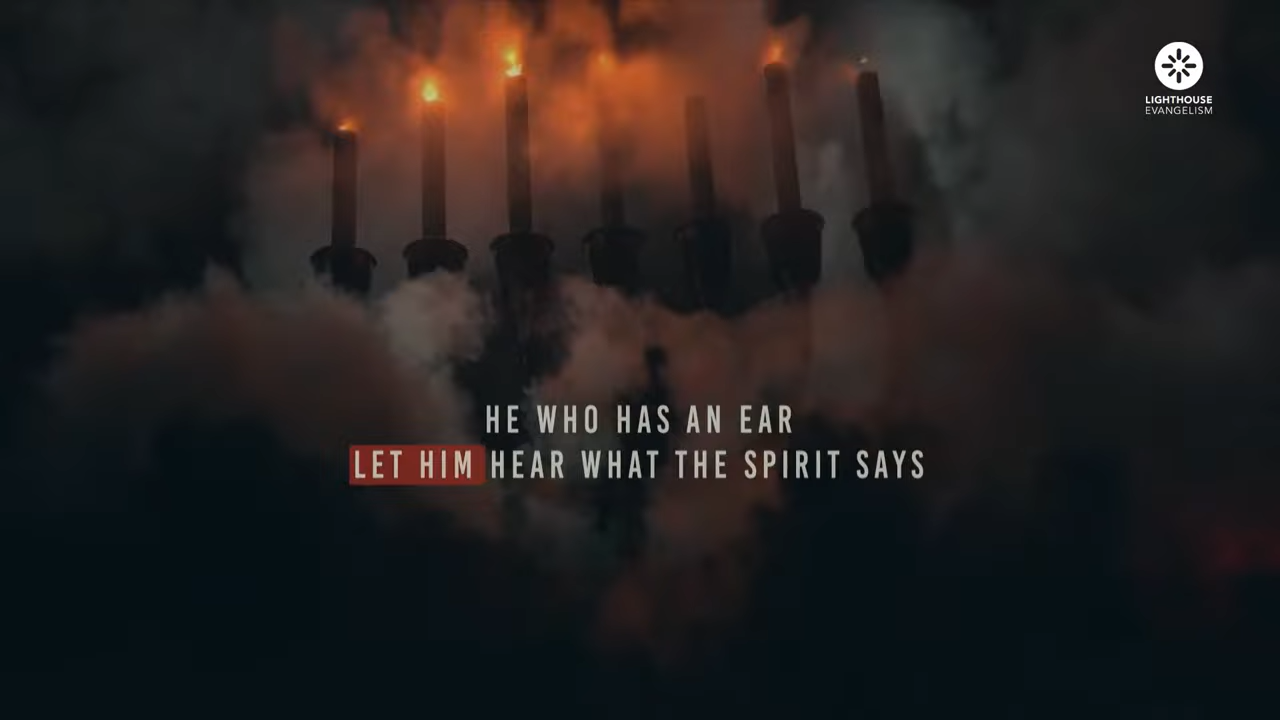 LIGHTHOUSE
EVANGELISM
HE WHO HAS AN EAR
LET HIM HEAR WHAT THE SPIRIT SAYS